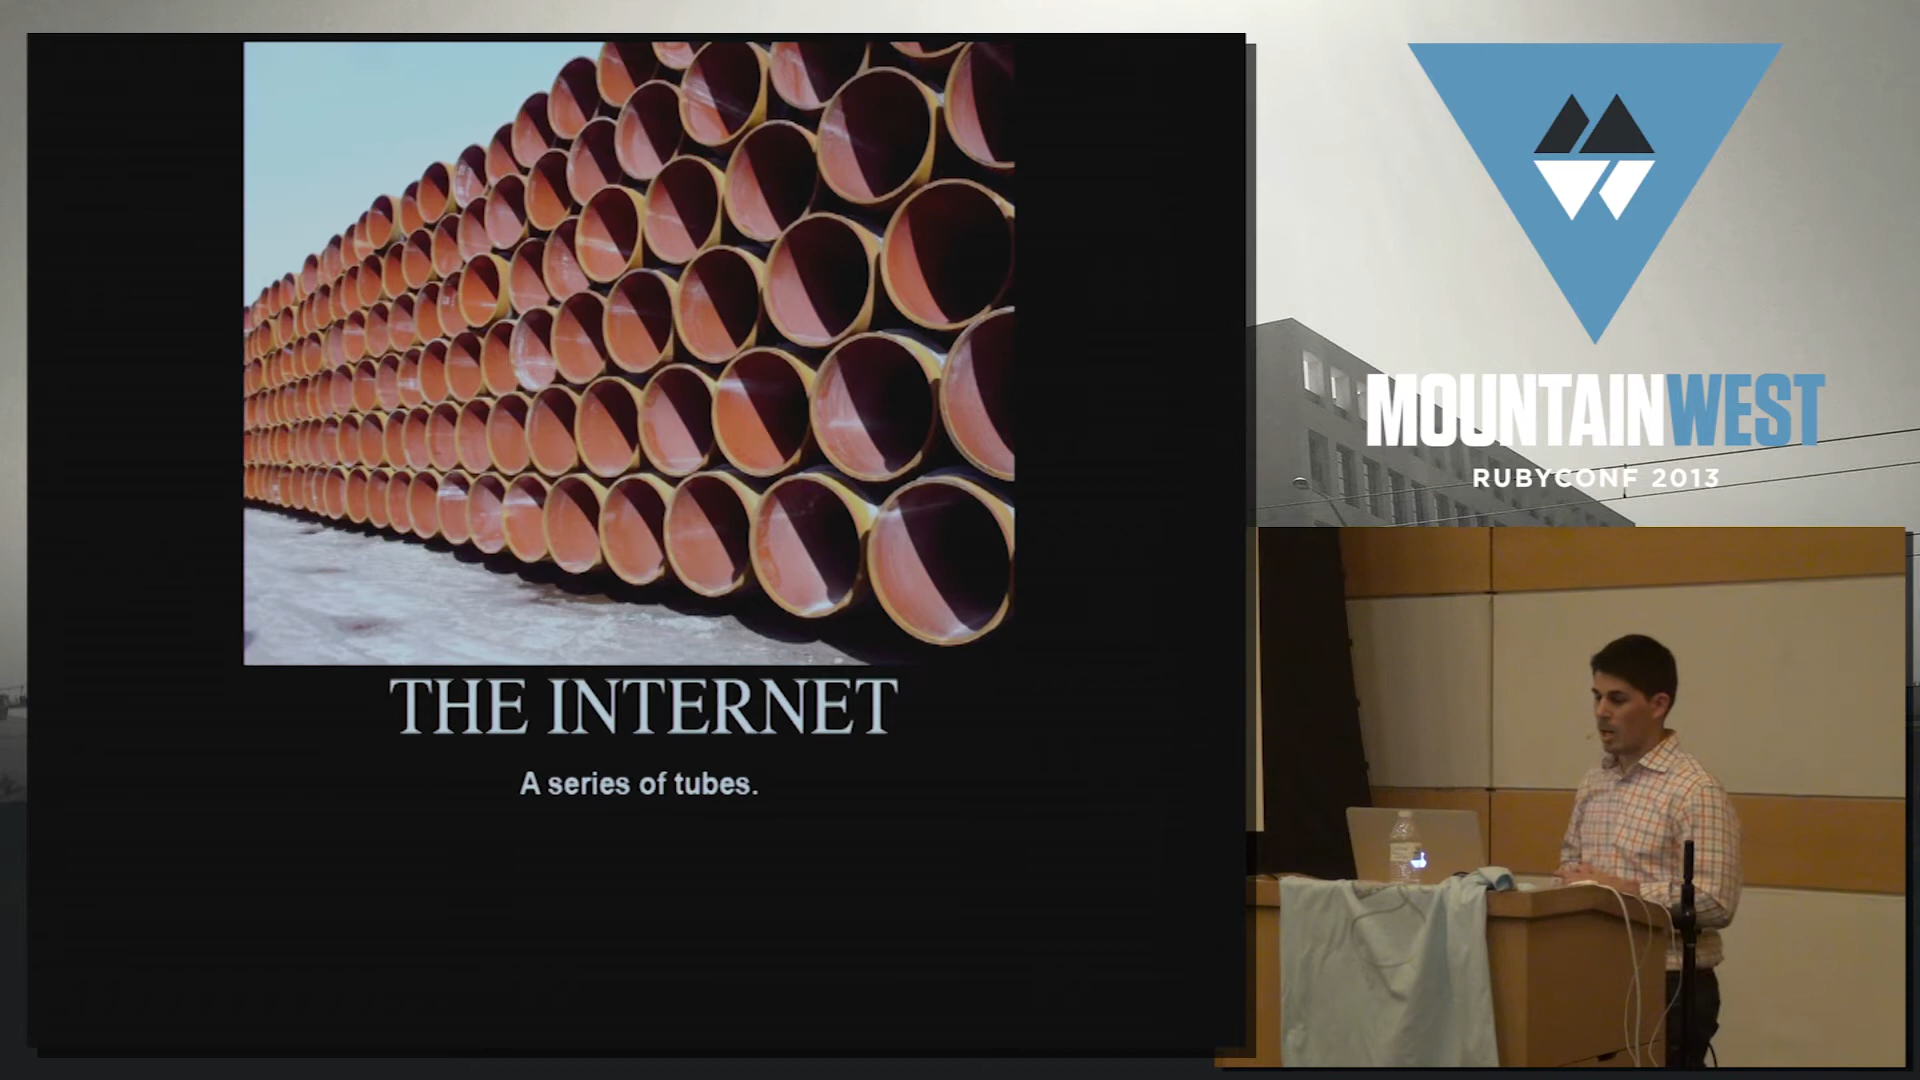 THE INTERNET
A series of tubes.
MOUNTAINWEST
RUBYCONF 2013